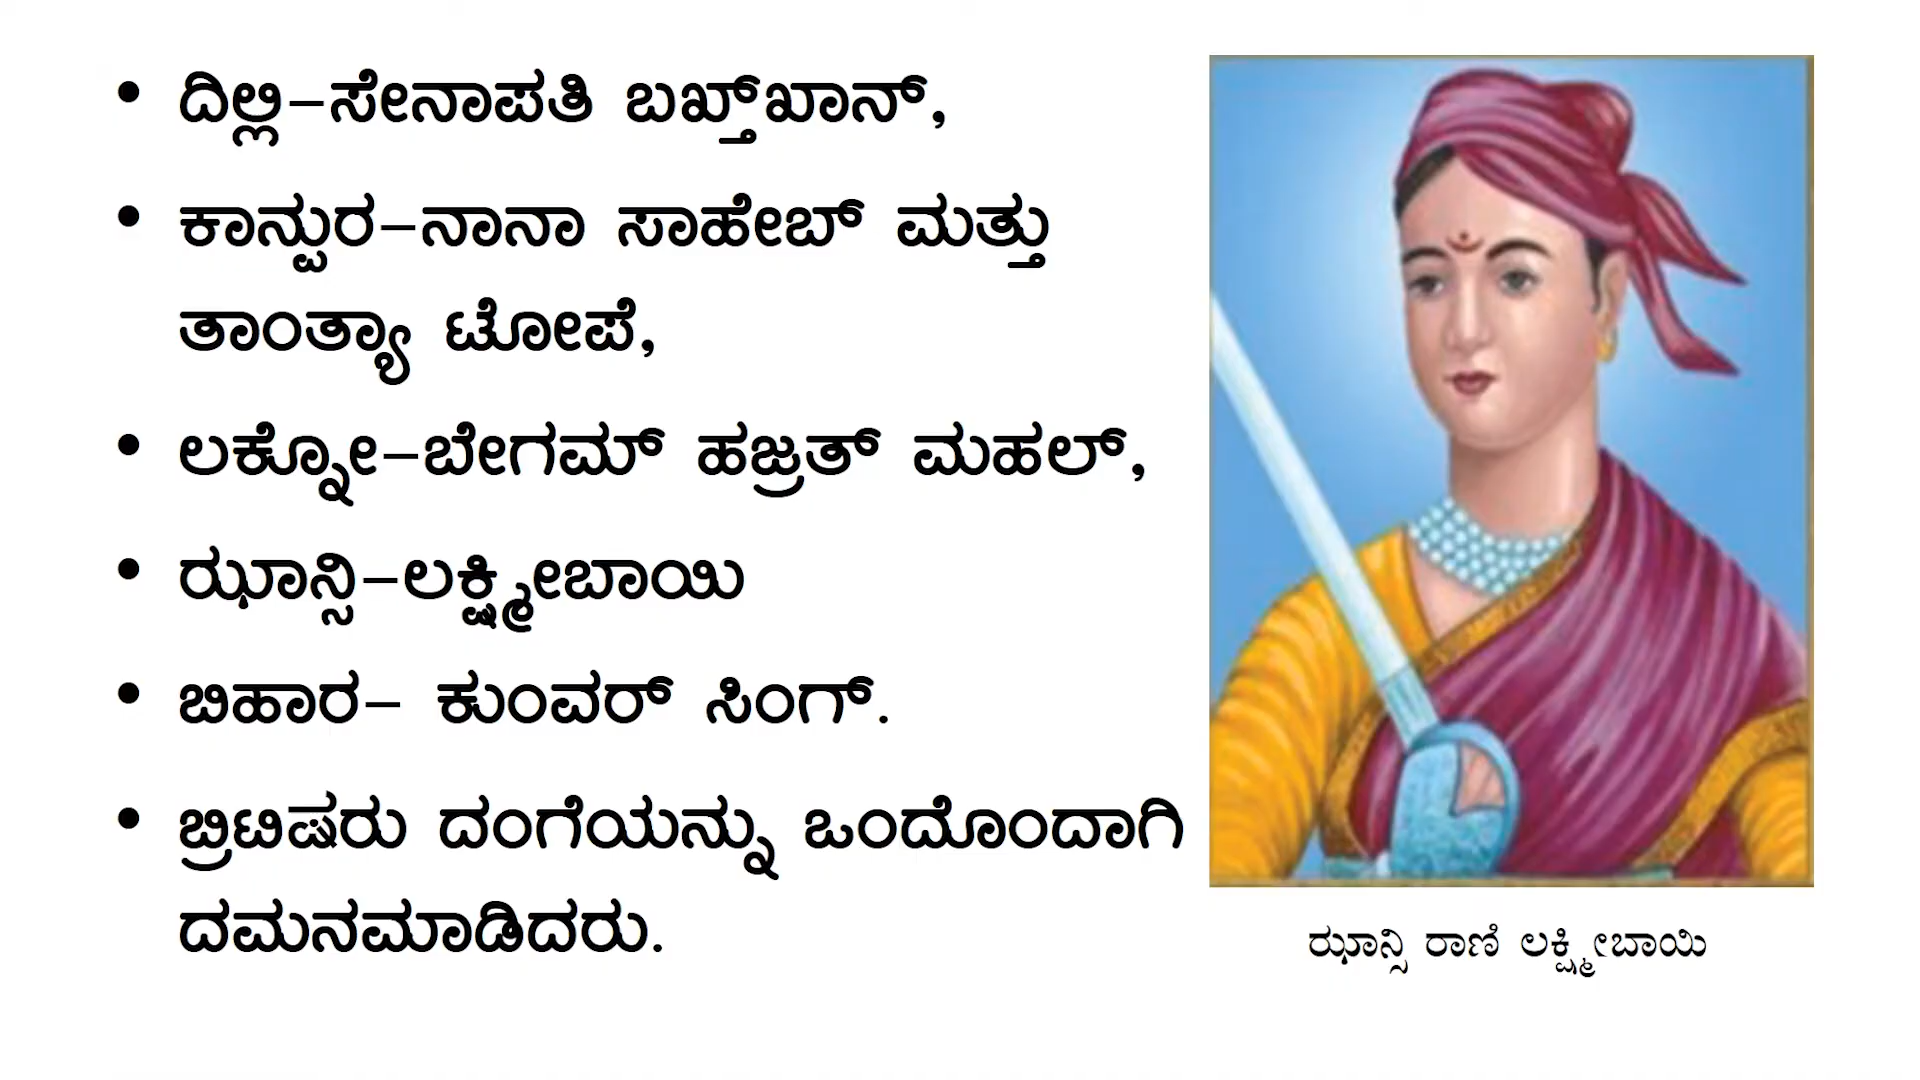 • ದಿಲ್ಲಿ–ಸೇನಾಪತಿ ಬಖ್ತ್‌ಖಾನ್,
• ಕಾನ್ಪುರ–ನಾನಾ ಸಾಹೇಬ್ ಮತ್ತು
ತಾಂತ್ಯಾ ಟೋಪೆ,
• ಲಕ್ನೋ–ಬೇಗಮ್ ಹಜ್ರತ್ ಮಹಲ್,
• ಝಾನ್ಸಿ–ಲಕ್ಷ್ಮೀಬಾಯಿ
• ಬಿಹಾರ– ಕುಂವರ್ ಸಿಂಗ್.
• ಬ್ರಿಟಿಷರು ದಂಗೆಯನ್ನು ಒಂದೊಂದಾಗಿ
ದಮನಮಾಡಿದರು.
ಝಾನ್ಸಿ ರಾಣಿ ಲಕ್ಷ್ಮೀಬಾಯಿ